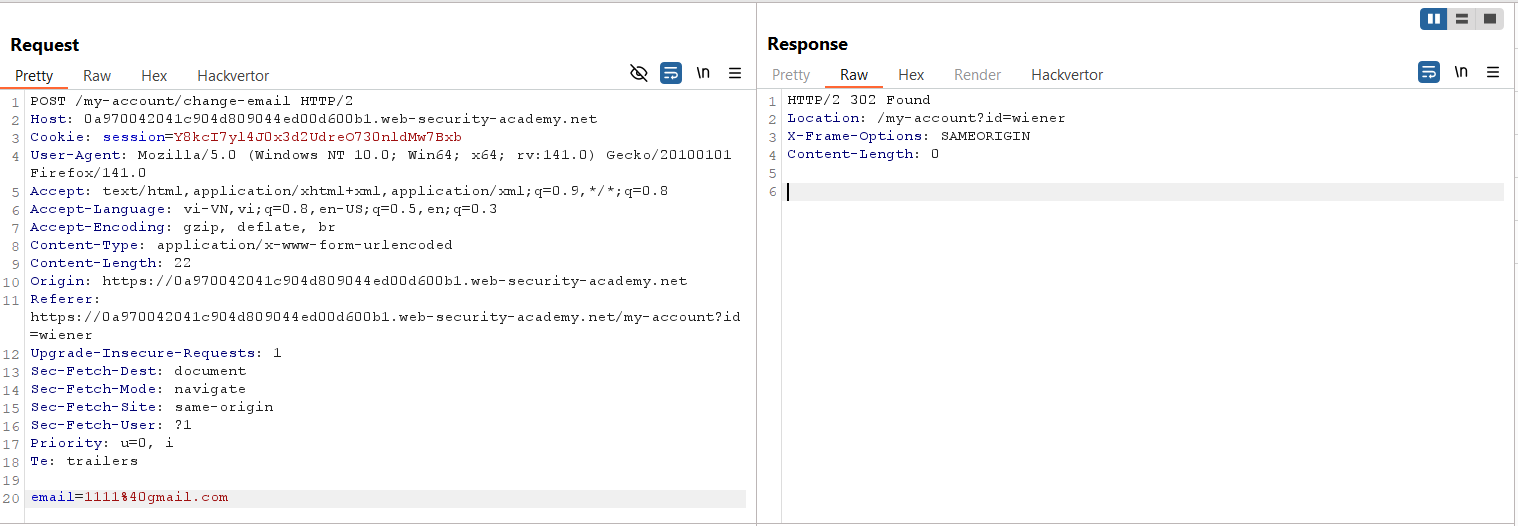 Request
Pretty Raw Hex Hackvertor \n
1 POST /my-account/change-email HTTP/2
2 Host: 0a970042041c904d809044ed00d600b1.web-security-academy.net
3 Cookie: session=Y8kcI7yl4J0x3d2UdreO730nldMw7Bxb
4 User-Agent: Mozilla/5.0 (Windows NT 10.0; Win64; x64; rv:141.0) Gecko/20100101
Firefox/141.0
5 Accept: text/html,application/xhtml+xml,application/xml;q=0.9,*/*;q=0.8
6 Accept-Language: vi-VN,vi;q=0.8,en-US;q=0.5,en;q=0.3
7 Accept-Encoding: gzip, deflate, br
8 Content-Type: application/x-www-form-urlencoded
9 Content-Length: 22
10 Origin: https://0a970042041c904d809044ed00d600b1.web-security-academy.net
11 Referer:
https://0a970042041c904d809044ed00d600b1.web-security-academy.net/my-account?id
=wiener
12 Upgrade-Insecure-Requests: 1
13 Sec-Fetch-Dest: document
14 Sec-Fetch-Mode: navigate
15 Sec-Fetch-Site: same-origin
16 Sec-Fetch-User: ?1
17 Priority: u=0, i
18 Te: trailers
19
20 email=1111%40gmail.com
Response
Pretty Raw Hex Render Hackvertor \n
1 HTTP/2 302 Found
2 Location: /my-account?id=wiener
3 X-Frame-Options: SAMEORIGIN
4 Content-Length: 0
5
6